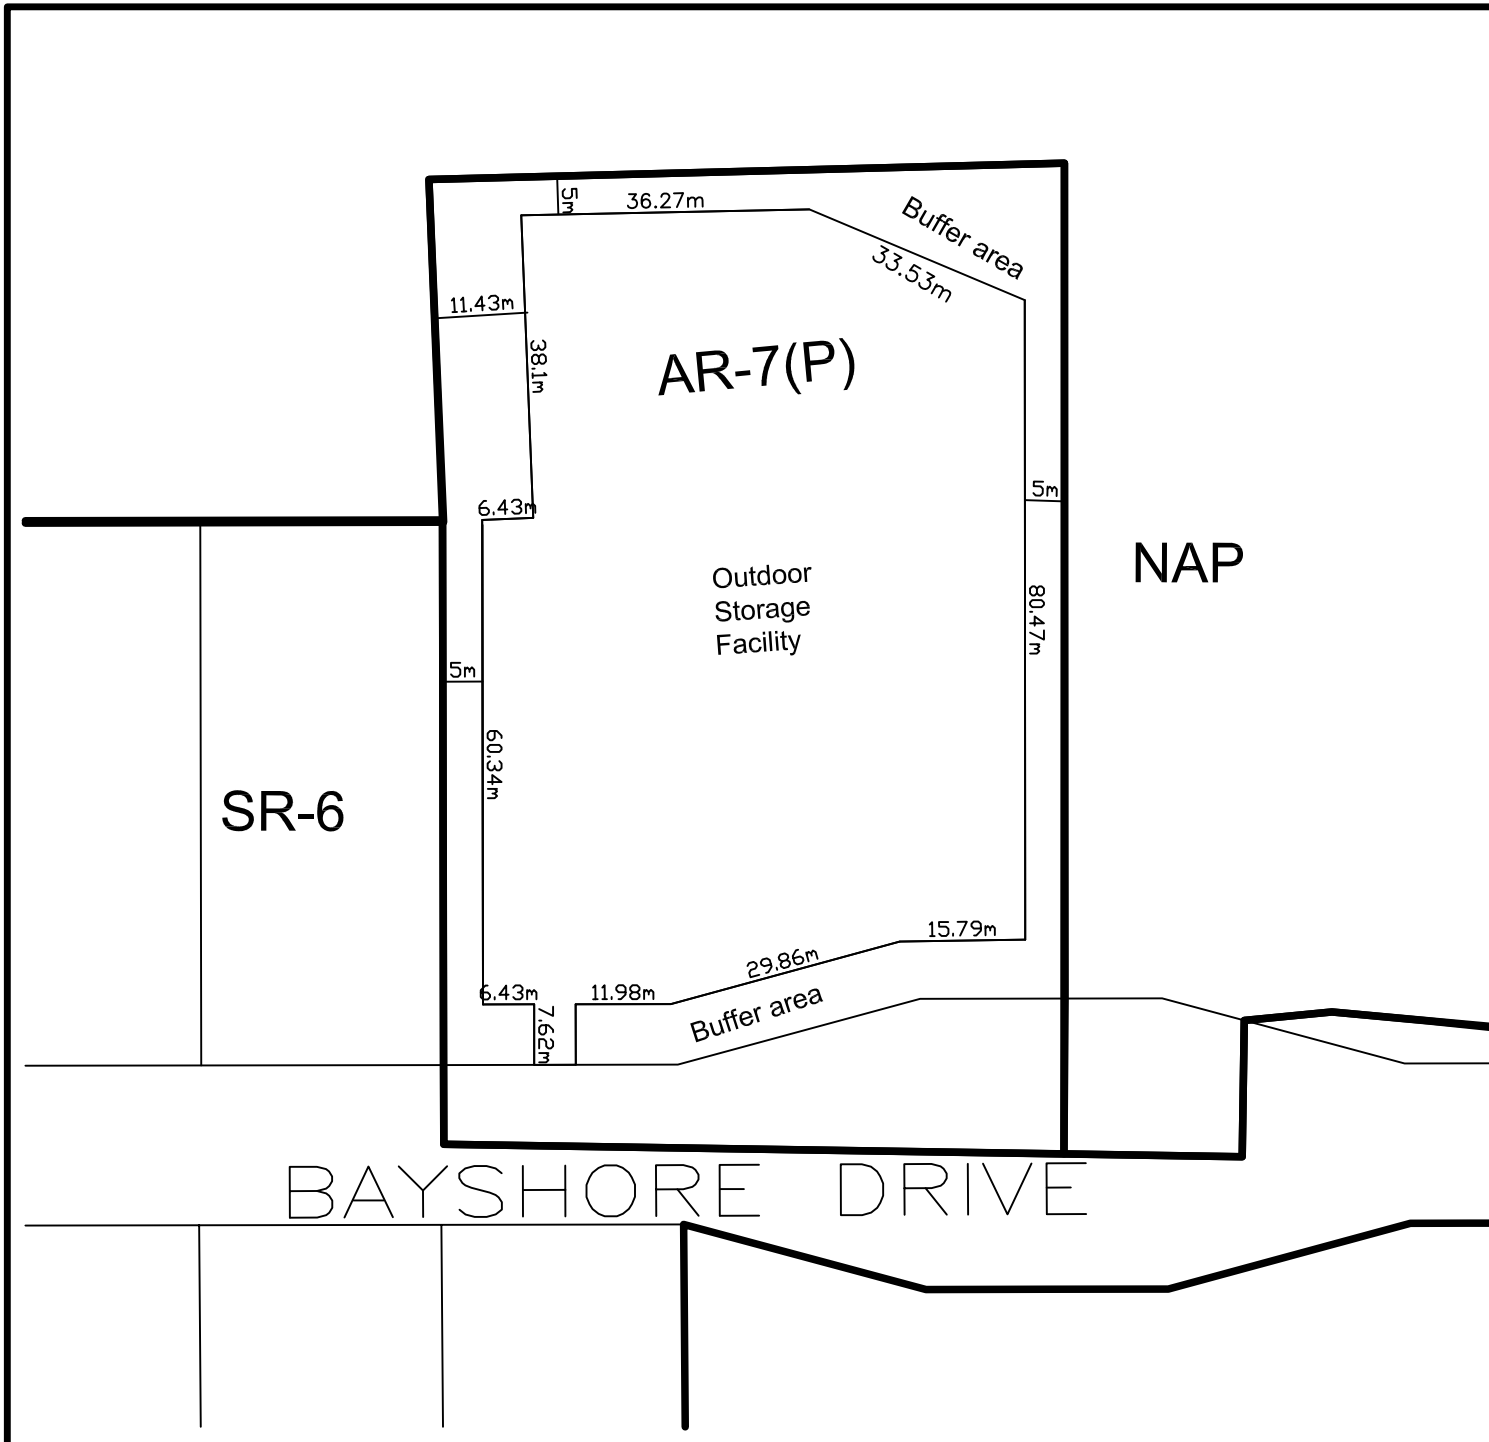 5m
36.27m
Buffer area
33.53m
11.43m
38.1m
AR-7(P)
6.43m
5m
NAP
Outdoor
Storage
Facility
80.47m
5m
60.34m
SR-6
15.79m
29.86m
6.43m
11.98m
7.62m
Buffer area
BAYSHORE DRIVE